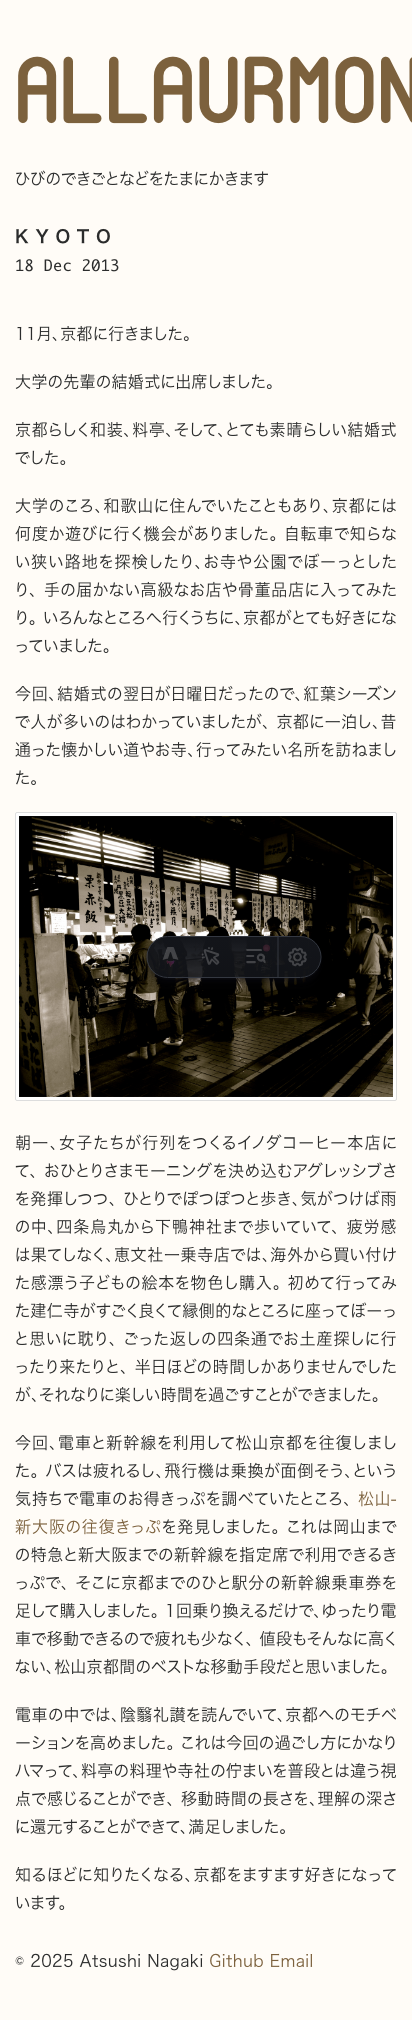 ALLAURMON
ひびのできごとなどをたまにかきます
KYOTO
18 Dec 2013
11月、京都に行きました。
大学の先輩の結婚式に出席しました。
京都らしく和装、料亭、そして、とても素晴らしい結婚式
でした。
大学のころ、和歌山に住んでいたこともあり、京都には
何度か遊びに行く機会がありました。 自転車で知らな
い狭い路地を探検したり、お寺や公園でぼーっとした
り、 手の届かない高級なお店や骨董品店に入ってみた
り。 いろんなところへ行くうちに、京都がとても好きにな
っていました。
今回、結婚式の翌日が日曜日だったので、紅葉シーズン
で人が多いのはわかっていましたが、 京都に一泊し、昔
通った懐かしい道やお寺、行ってみたい名所を訪ねまし
た。
栗赤飯
朝一、女子たちが行列をつくるイノダコーヒー本店に
て、 おひとりさまモーニングを決め込むアグレッシブさ
を発揮しつつ、 ひとりでぽつぽつと歩き、気がつけば雨
の中、四条烏丸から下鴨神社まで歩いていて、 疲労感
は果てしなく、恵文社一乗寺店では、海外から買い付け
た感漂う子どもの絵本を物色し購入。 初めて行ってみ
た建仁寺がすごく良くて縁側的なところに座ってぼーっ
と思いに耽り、 ごった返しの四条通でお土産探しに行
ったり来たりと、 半日ほどの時間しかありませんでした
が、それなりに楽しい時間を過ごすことができました。
今回、電車と新幹線を利用して松山京都を往復しまし
た。 バスは疲れるし、飛行機は乗換が面倒そう、という
気持ちで電車のお得きっぷを調べていたところ、 松山-
新大阪の往復きっぷを発見しました。 これは岡山まで
の特急と新大阪までの新幹線を指定席で利用できるき
っぷで、 そこに京都までのひと駅分の新幹線乗車券を
足して購入しました。 1回乗り換えるだけで、ゆったり電
車で移動できるので疲れも少なく、 値段もそんなに高く
ない、松山京都間のベストな移動手段だと思いました。
電車の中では、陰翳礼讃を読んでいて、京都へのモチベ
ーションを高めました。 これは今回の過ごし方にかなり
ハマって、料亭の料理や寺社の佇まいを普段とは違う視
点で感じることができ、 移動時間の長さを、理解の深さ
に還元することができて、満足しました。
知るほどに知りたくなる、京都をますます好きになって
います。
© 2025 Atsushi Nagaki Github Email